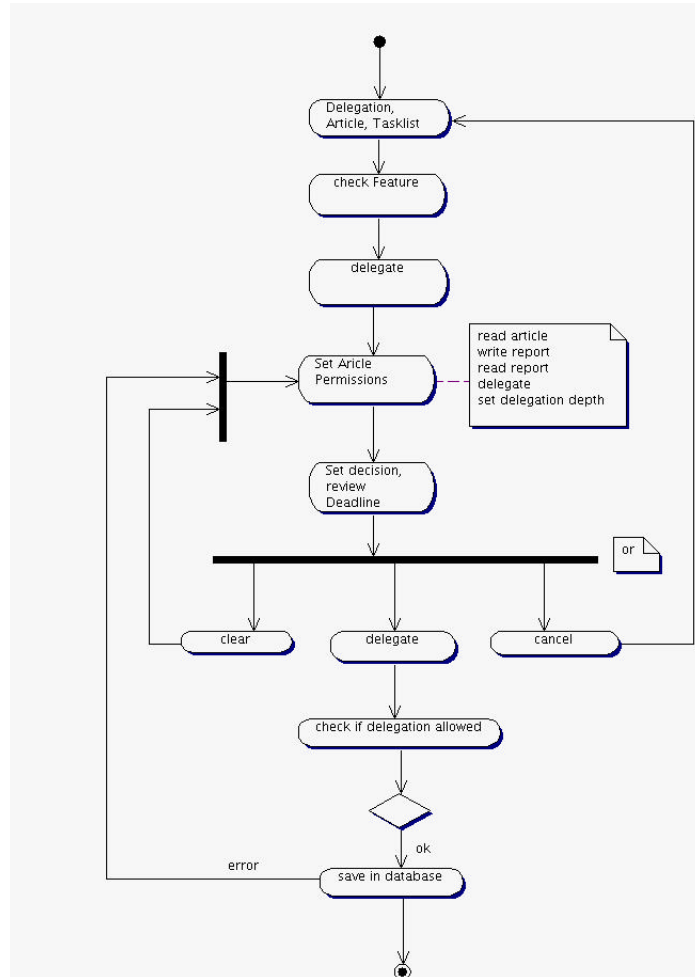 Delegation,
Article, Tasklist
check Feature
delegate
Set Aricle
Permissions
read article
write report
read report
delegate
set delegation depth
Set decision,
review
Deadline
or
clear
delegate
cancel
check if delegation allowed
ok
error
save in database